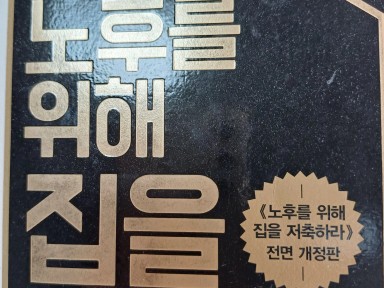 노후를
위해
집을
《노후를 위해
집을 저축하라》
전면 개정판